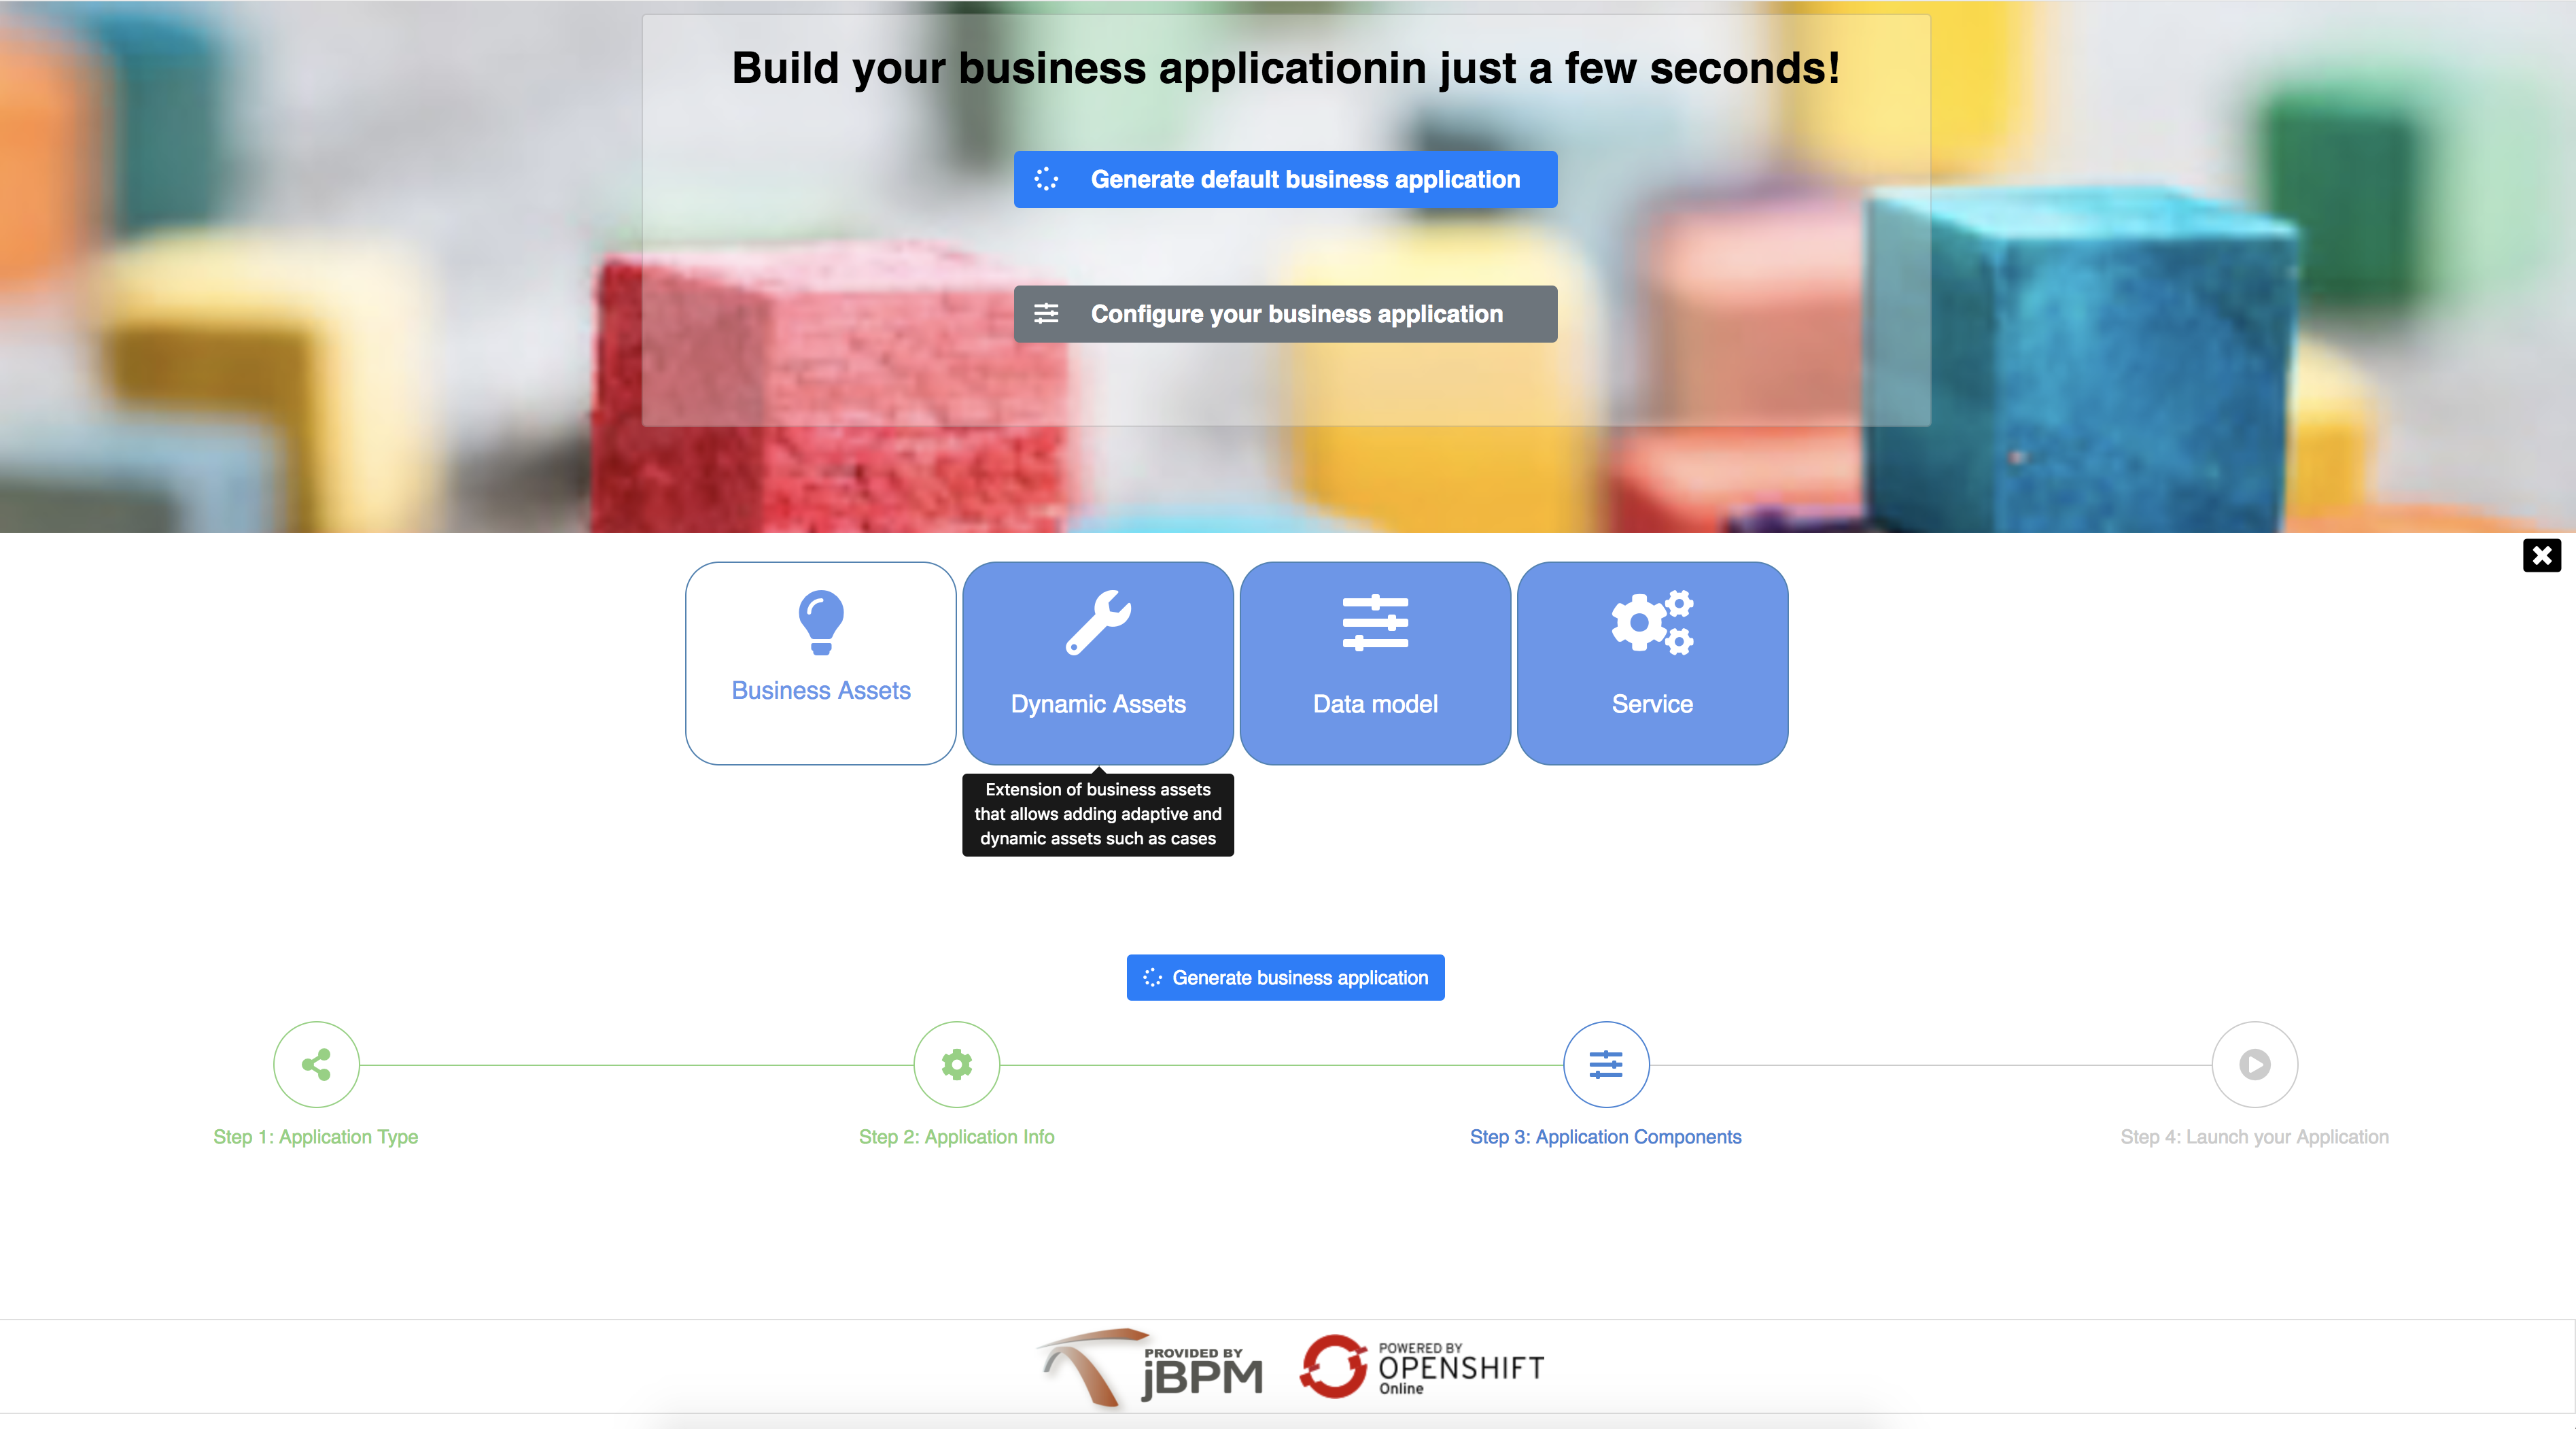 Build your business applicationin just a few seconds!
Generate default business application
Configure your business application
Business Assets
Dynamic Assets
Data model
Service
Extension of business assets
that allows adding adaptive and
dynamic assets such as cases
Generate business application
Step 1: Application Type
Step 2: Application Info
Step 3: Application Components
Step 4: Launch your Application
PROVIDED BY
jBPM
POWERED BY
OPENSHIFT
Online